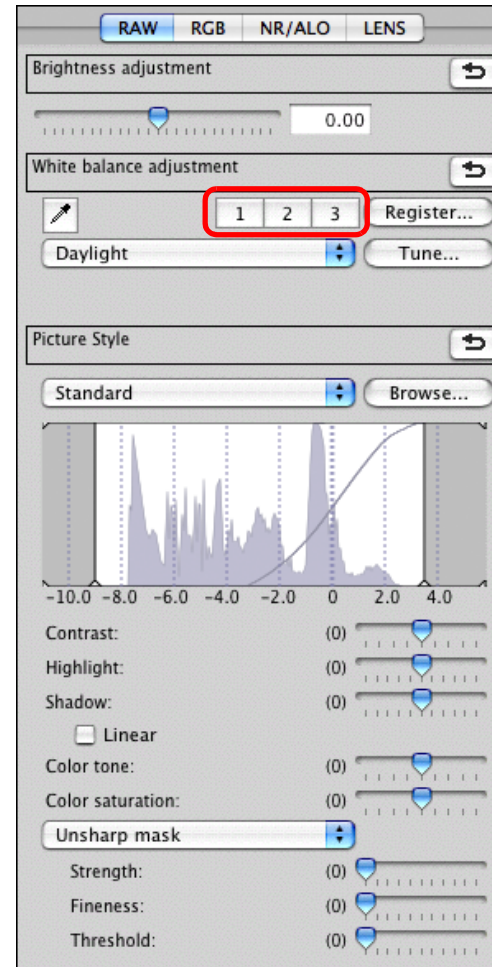 RAW RGB NR/ALO LENS
Brightness adjustment
0.00
White balance adjustment
1 2 3 Register...
Daylight Tune...
Picture Style
Standard Browse...
-10.0 -8.0 -6.0 -4.0 -2.0 0 2.0 4.0
Contrast: (0)
Highlight: (0)
Shadow: (0)
Linear
Color tone: (0)
Color saturation: (0)
Unsharp mask
Strength: (0)
Fineness: (0)
Threshold: (0)